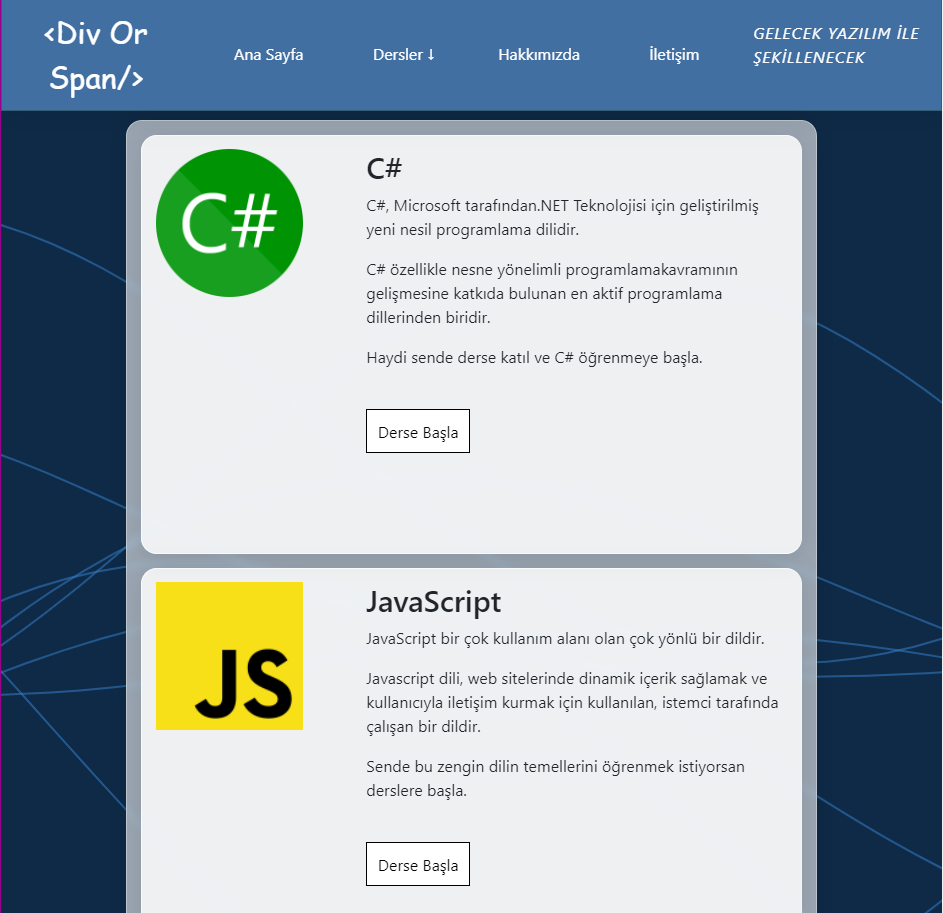 <Div Or
Span/>
Ana Sayfa
Dersler ↓
Hakkımızda
İletişim
GELECEK YAZILIM İLE
ŞEKİLLENECEK
C#
C#
C#, Microsoft tarafından.NET Teknolojisi için geliştirilmiş
yeni nesil programlama dilidir.
C# özellikle nesne yönelimli programlamakavramının
gelişmesine katkıda bulunan en aktif programlama
dillerinden biridir.
Haydi sende derse katıl ve C# öğrenmeye başla.
Derse Başla
JS
JavaScript
JavaScript bir çok kullanım alanı olan çok yönlü bir dildir.
Javascript dili, web sitelerinde dinamik içerik sağlamak ve
kullanıcıyla iletişim kurmak için kullanılan, istemci tarafında
çalışan bir dildir.
Sende bu zengin dilin temellerini öğrenmek istiyorsan
derslere başla.
Derse Başla